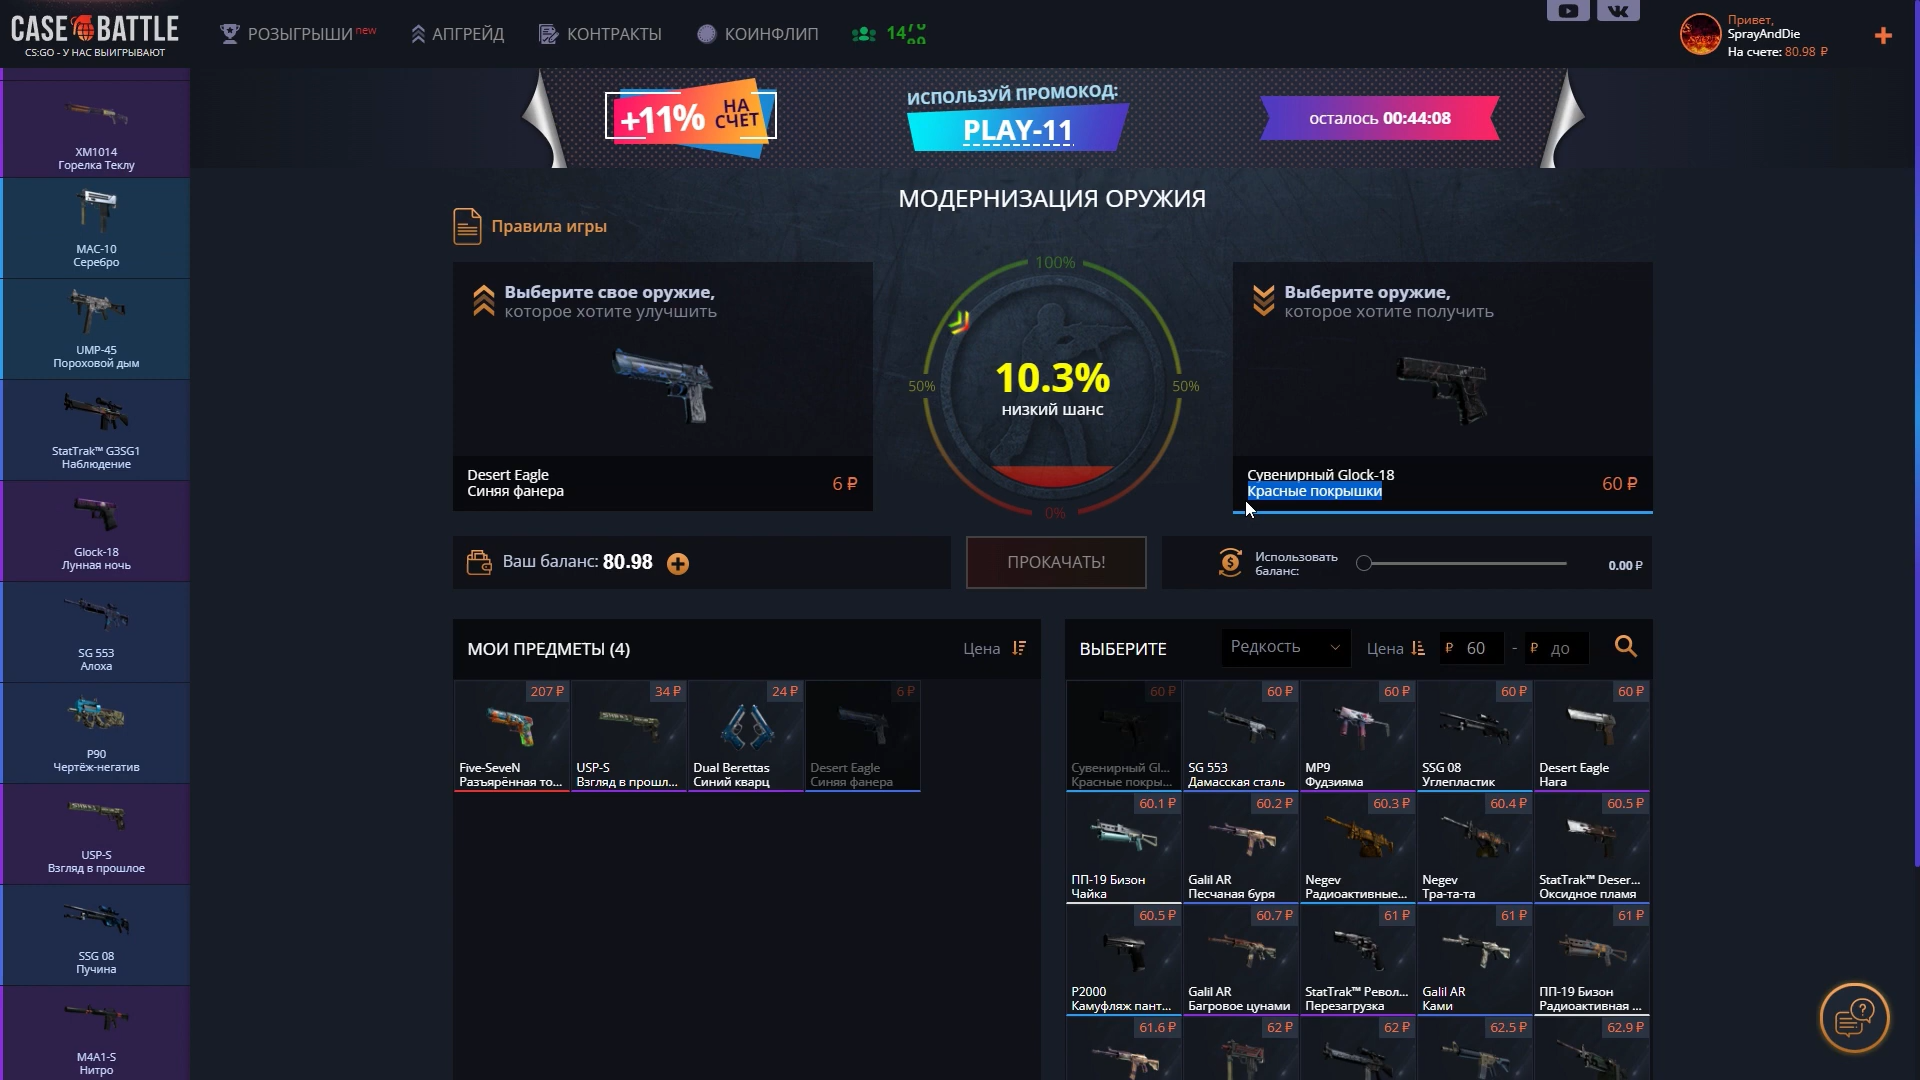 CASE BATTLE
CS:GO - У НАС ВЫИГРЫВАЮТ
РОЗЫГРЫШИ new
АПГРЕЙД
КОНТРАКТЫ
КОИНФЛИП
Привет,
SprayAndDie
На счете: 80.98 ₽
+11% НА СЧЕТ
ИСПОЛЬЗУЙ ПРОМОКОД:
PLAY-11
осталось 00:44:08
XM1014
Горелка Теклу
MAC-10
Серебро
UMP-45
Пороховой дым
StatTrak™ G3SG1
Наблюдение
Glock-18
Лунная ночь
SG 553
Алоха
P90
Чертёж-негатив
USP-S
Взгляд в прошлое
SSG 08
Пучина
M4A1-S
Нитро
МОДЕРНИЗАЦИЯ ОРУЖИЯ
Правила игры
Выберите свое оружие,
которое хотите улучшить
Desert Eagle
Синяя фанера
6 ₽
100%
50%
50%
0%
10.3%
низкий шанс
Выберите оружие,
которое хотите получить
Сувенирный Glock-18
Красные покрышки
60 ₽
Ваш баланс: 80.98
ПРОКАЧАТЬ!
Использовать
баланс:
0.00 ₽
МОИ ПРЕДМЕТЫ (4)
Цена
207 ₽
Five-SeveN
Разъярённая то...
34 ₽
USP-S
Взгляд в прошл...
24 ₽
Dual Berettas
Синий кварц
6 ₽
Desert Eagle
Синяя фанера
ВЫБЕРИТЕ
Редкость
Цена
₽ 60 - ₽ до
60 ₽
Сувенирный Gl...
Красные покры...
60 ₽
SG 553
Дамасская сталь
60 ₽
MP9
Фудзияма
60 ₽
SSG 08
Углепластик
60 ₽
Desert Eagle
Нага
60.1 ₽
ПП-19 Бизон
Чайка
60.2 ₽
Galil AR
Песчаная буря
60.3 ₽
Negev
Радиоактивные...
60.4 ₽
Negev
Тра-та-та
60.5 ₽
StatTrak™ Deser...
Оксидное пламя
60.5 ₽
P2000
Камуфляж пант...
60.7 ₽
Galil AR
Багровое цунами
61 ₽
StatTrak™ Револ...
Перезагрузка
61 ₽
Galil AR
Ками
61 ₽
ПП-19 Бизон
Радиоактивная ...
61.6 ₽
62 ₽
62 ₽
62.5 ₽
62.9 ₽